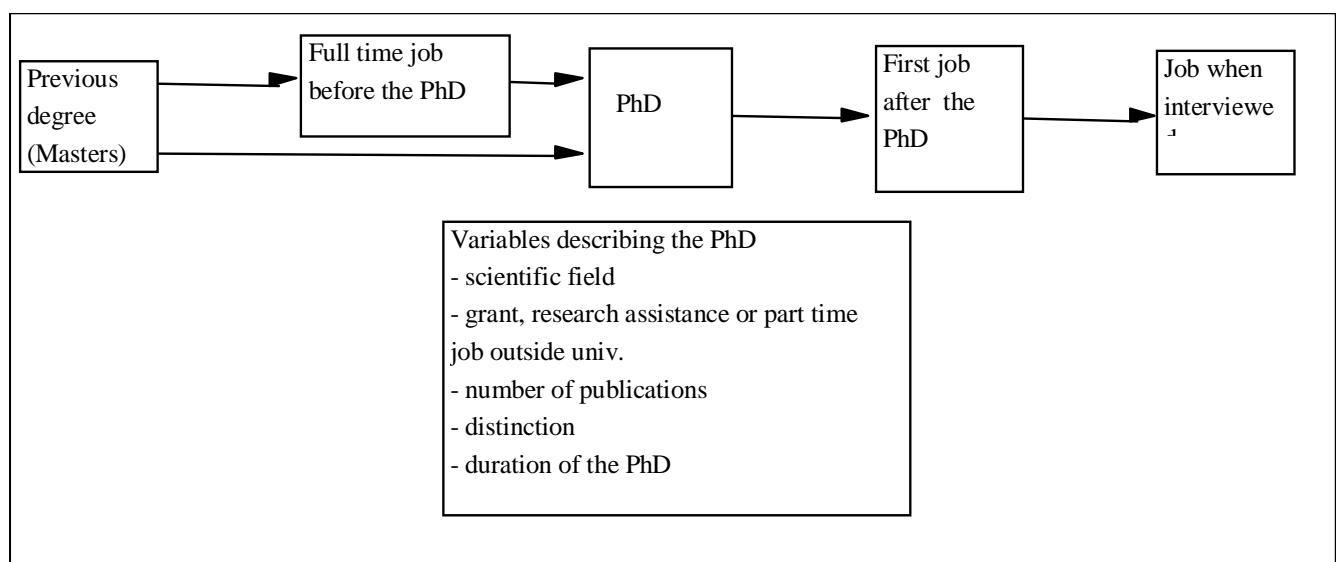 Previous
degree
(Masters)
Full time job
before the PhD
PhD
First job
after the
PhD
Job when
interviewe
Variables describing the PhD
- scientific field
- grant, research assistance or part time
job outside univ.
- number of publications
- distinction
- duration of the PhD